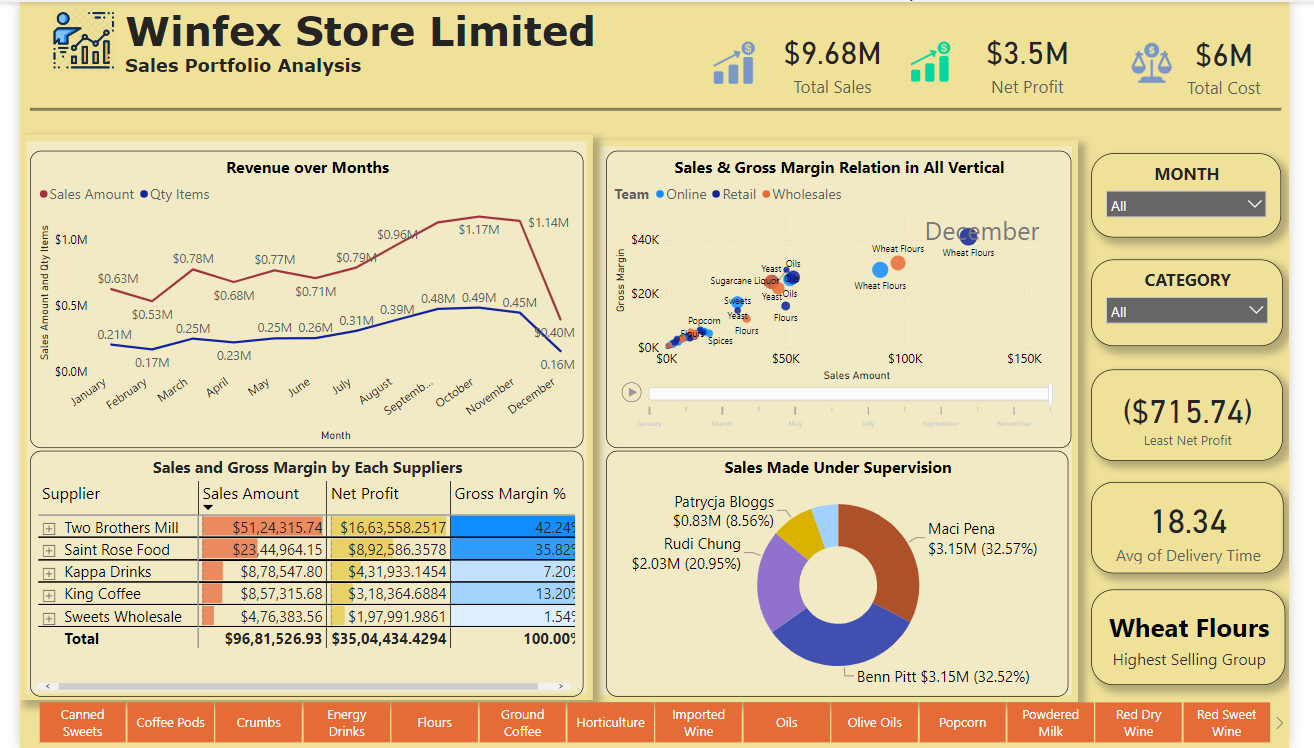 Winfex Store Limited
Sales Portfolio Analysis
$9.68M
Total Sales
$3.5M
Net Profit
$6M
Total Cost
Revenue over Months
Sales Amount Qty Items
Sales Amount and Qty Items
$1.0M
$0.5M
$0.0M
$0.63M
$0.53M
$0.78M
$0.68M
$0.77M
$0.71M
$0.79M
$0.96M
$1.17M
$1.14M
$0.40M
0.21M
0.17M
0.25M
0.23M
0.25M
0.26M
0.31M
0.39M
0.48M
0.49M
0.45M
0.16M
January
February
March
April
May
June
July
August
Septemb...
October
November
December
Month
Sales & Gross Margin Relation in All Vertical
Team Online Retail Wholesales
December
Gross Margin
$40K
$20K
$0K
Wheat Flours
Wheat Flours
Wheat Flours
Yeast
Oils
Sugarcane Liquor
Oils
Yeast
Oils
Sweets
Yeast
Flours
Popcorn
Flours
Flours
Spices
$0K
$50K
$100K
$150K
Sales Amount
January
March
May
July
September
November
Sales and Gross Margin by Each Suppliers
Supplier Sales Amount Net Profit Gross Margin %
Two Brothers Mill $51,24,315.74 $16,63,558.2517 42.24%
Saint Rose Food $23,44,964.15 $8,92,586.3578 35.82%
Kappa Drinks $8,78,547.80 $4,31,933.1454 7.20%
King Coffee $8,57,315.68 $3,18,364.6884 13.20%
Sweets Wholesale $4,76,383.56 $1,97,991.9861 1.54%
Total $96,81,526.93 $35,04,434.4294 100.00%
Sales Made Under Supervision
Patrycja Bloggs
$0.83M (8.56%)
Rudi Chung
$2.03M (20.95%)
Maci Pena
$3.15M (32.57%)
Benn Pitt $3.15M (32.52%)
MONTH
All
CATEGORY
All
($715.74)
Least Net Profit
18.34
Avg of Delivery Time
Wheat Flours
Highest Selling Group
Canned
Sweets
Coffee Pods
Crumbs
Energy
Drinks
Flours
Ground
Coffee
Horticulture
Imported
Wine
Oils
Olive Oils
Popcorn
Powdered
Milk
Red Dry
Wine
Red Sweet
Wine